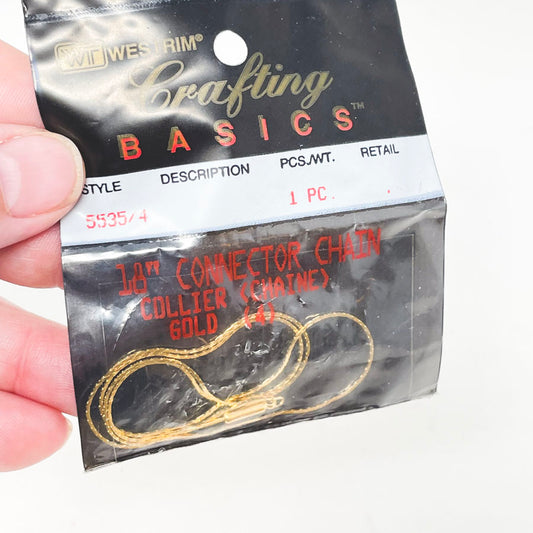 WT WESTRIM®
Crafting
BASICS™
STYLE DESCRIPTION PCS./WT. RETAIL
5535/4 1 PC.
18" CONNECTOR CHAIN
COLLIER (CHAINE)
GOLD (4)